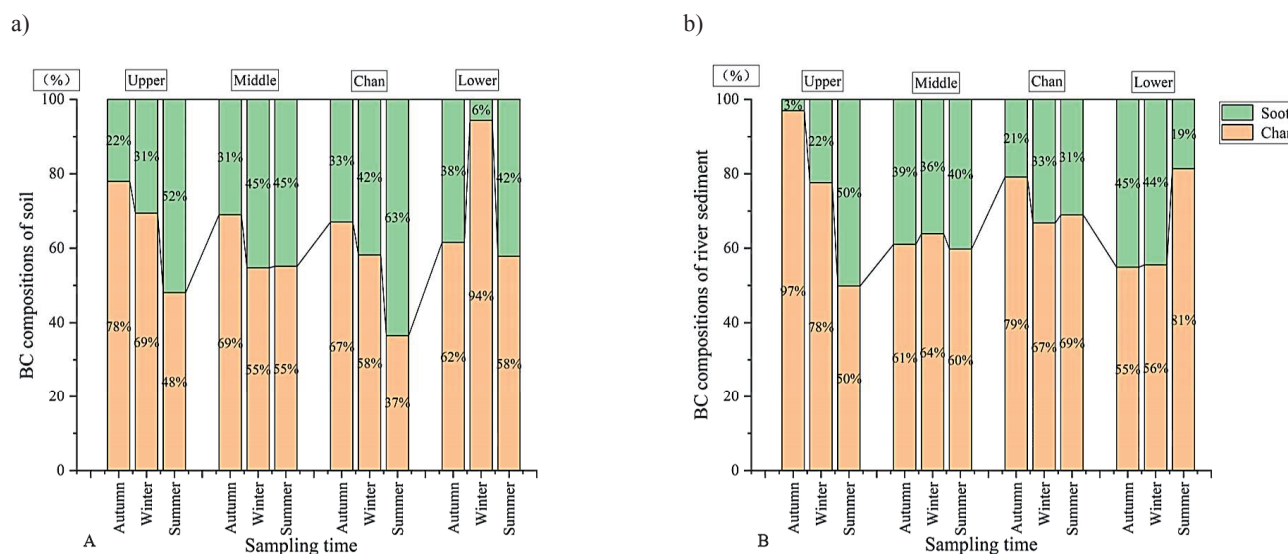 a)
b)
(%)
Upper
Middle
Chan
Lower
100
80
60
40
20
0
BC compositions of soil
22%
31%
52%
31%
45%
45%
33%
42%
63%
38%
6%
42%
78%
69%
48%
69%
55%
55%
67%
58%
37%
62%
94%
58%
Autumn
Winter
Summer
Autumn
Winter
Summer
Autumn
Winter
Summer
Autumn
Winter
Summer
A
Sampling time
(%)
Upper
Middle
Chan
Lower
100
80
60
40
20
0
BC compositions of river sediment
3%
22%
50%
39%
36%
40%
21%
33%
31%
45%
44%
19%
97%
78%
50%
61%
64%
60%
79%
67%
69%
55%
56%
81%
Autumn
Winter
Summer
Autumn
Winter
Summer
Autumn
Winter
Summer
Autumn
Winter
Summer
B
Sampling time
Soot
Char